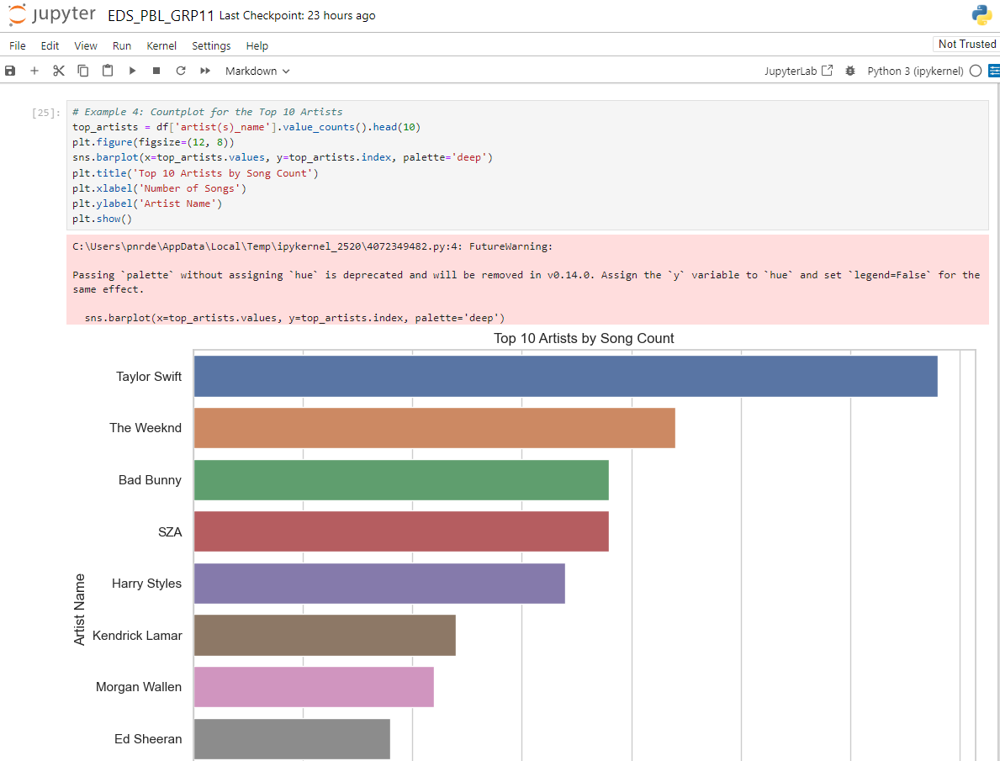 jupyter EDS_PBL_GRP11 Last Checkpoint: 23 hours ago
File Edit View Run Kernel Settings Help
Not Trusted
Markdown
JupyterLab
Python 3 (ipykernel)
[25]:
# Example 4: Countplot for the Top 10 Artists
top_artists = df['artist(s)_name'].value_counts().head(10)
plt.figure(figsize=(12, 8))
sns.barplot(x=top_artists.values, y=top_artists.index, palette='deep')
plt.title('Top 10 Artists by Song Count')
plt.xlabel('Number of Songs')
plt.ylabel('Artist Name')
plt.show()
C:\Users\pnrde\AppData\Local\Temp\ipykernel_2520\4072349482.py:4: FutureWarning:
Passing `palette` without assigning `hue` is deprecated and will be removed in v0.14.0. Assign the `y` variable to `hue` and set `legend=False` for the
same effect.
sns.barplot(x=top_artists.values, y=top_artists.index, palette='deep')
Top 10 Artists by Song Count
Taylor Swift
The Weeknd
Bad Bunny
SZA
Harry Styles
Artist Name
Kendrick Lamar
Morgan Wallen
Ed Sheeran